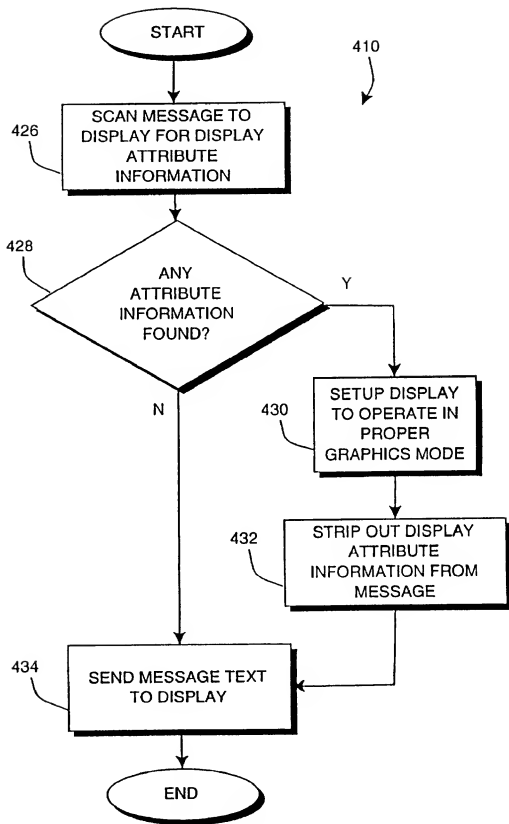 START
410
426
SCAN MESSAGE TO
DISPLAY FOR DISPLAY
ATTRIBUTE
INFORMATION
428
ANY
ATTRIBUTE
INFORMATION
FOUND?
Y
N
430
SETUP DISPLAY
TO OPERATE IN
PROPER
GRAPHICS MODE
432
STRIP OUT DISPLAY
ATTRIBUTE
INFORMATION FROM
MESSAGE
434
SEND MESSAGE TEXT
TO DISPLAY
END